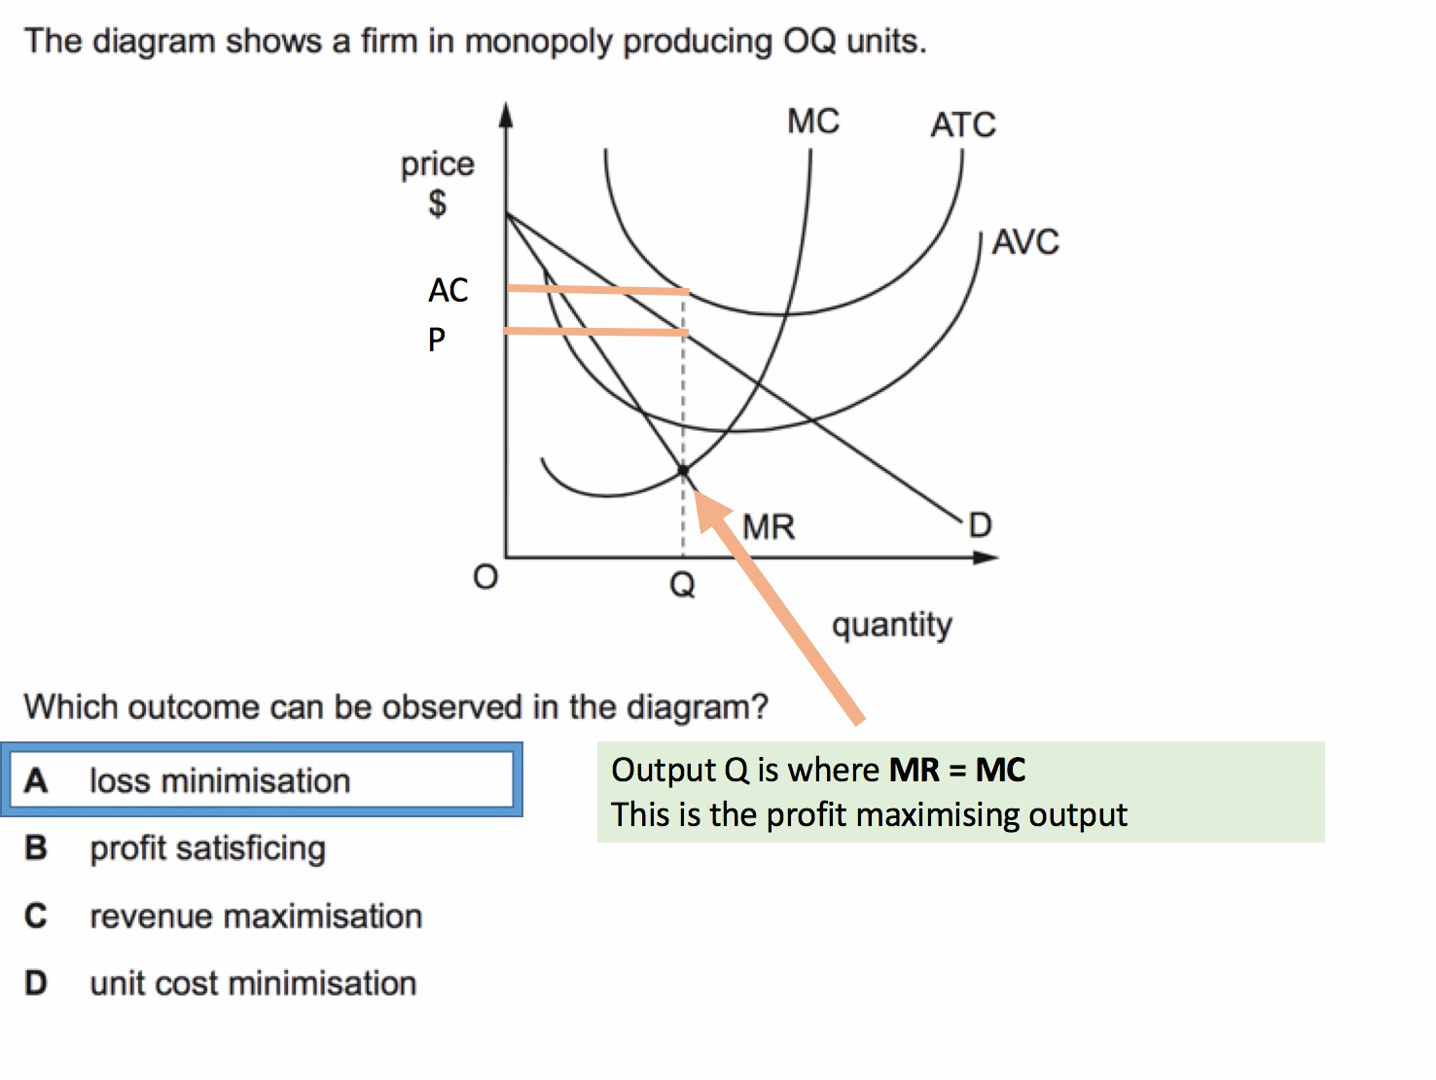 The diagram shows a firm in monopoly producing OQ units.
MC
ATC
price
$
AVC
AC
P
MR
D
O
Q
quantity
Which outcome can be observed in the diagram?
A loss minimisation
Output Q is where MR = MC
This is the profit maximising output
B profit satisficing
C revenue maximisation
D unit cost minimisation